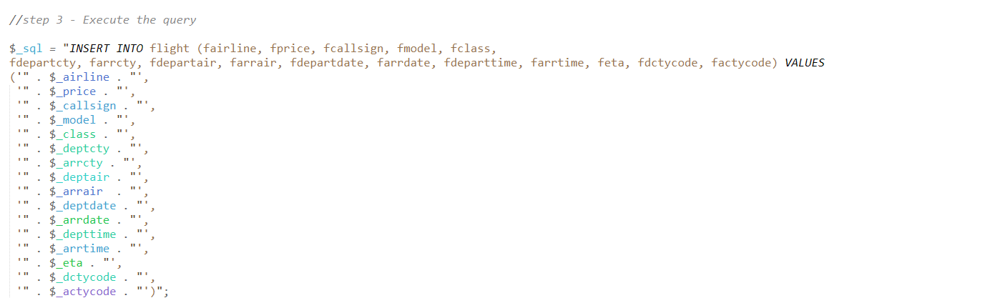 //step 3 - Execute the query
$_sql = "INSERT INTO flight (fairline, fprice, fcallsign, fmodel, fclass,
fdepartcty, farrcty, fdepartair, farrair, fdepartdate, farrdate, fdeparttime, farrtime, feta, fdctycode, factycode) VALUES
('" . $_airline . "',
'" . $_price . "',
'" . $_callsign . "',
'" . $_model . "',
'" . $_class . "',
'" . $_deptcty . "',
'" . $_arrcty . "',
'" . $_deptair . "',
'" . $_arrair  . "',
'" . $_deptdate . "',
'" . $_arrdate . "',
'" . $_depttime . "',
'" . $_arrtime . "',
'" . $_eta . "',
'" . $_dctycode . "',
'" . $_actycode . "')";